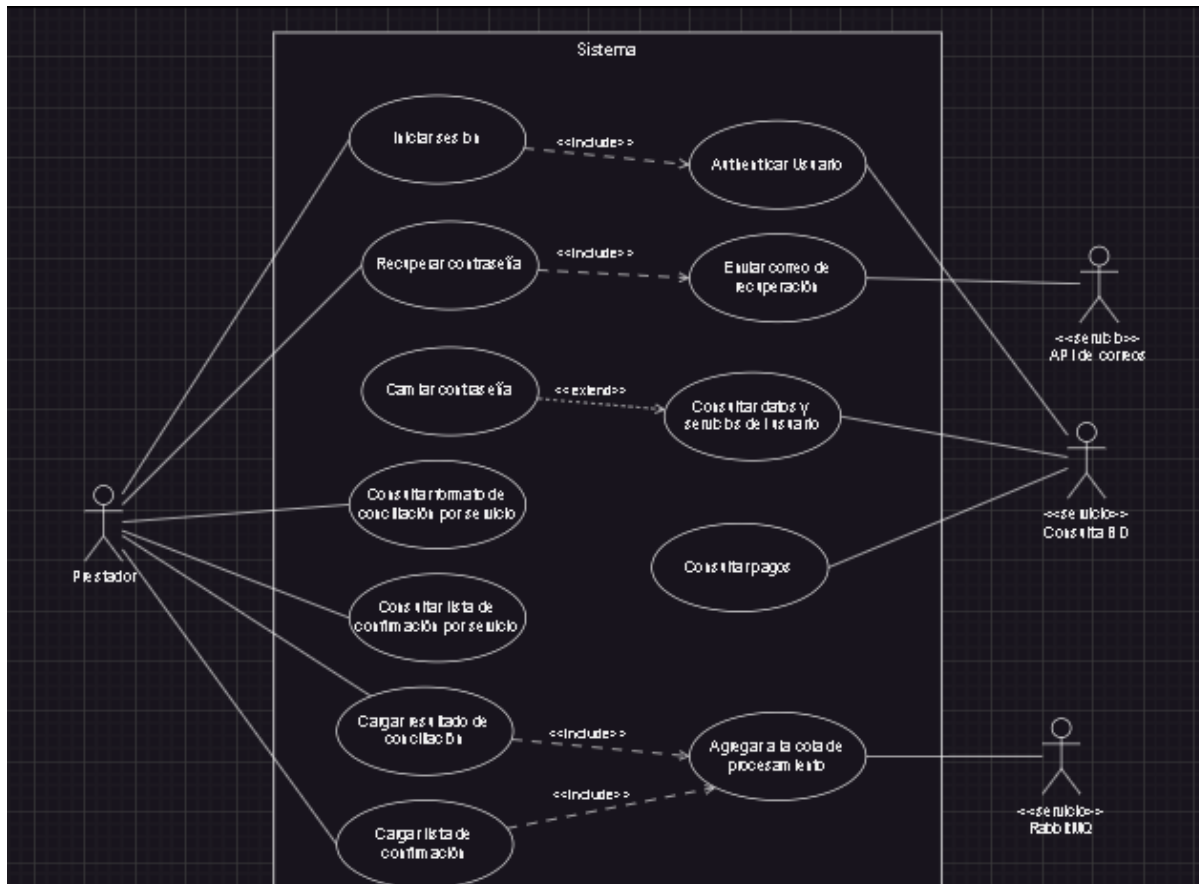 Sistema
Iniciar sesión
<<include>>
Authenticar Usuario
Recuperar contraseña
<<include>>
Enviar correo de
recuperación
<<servicio>>
API de correos
Cambiar contraseña
<<extend>>
Consultar datos y
servicios del usuario
Consultar formato de
conciliación por servicio
<<servicio>>
Consulta BD
Prestador
Consultar pagos
Consultar lista de
confirmación por servicio
Cargar resultado de
conciliación
<<include>>
Agregar a la cola de
procesamiento
<<include>>
<<servicio>>
RabbitMQ
Cargar lista de
confirmación